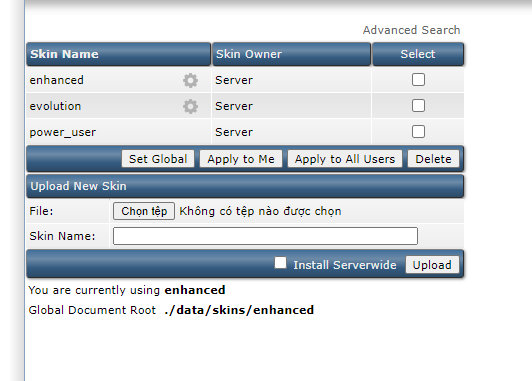 Advanced Search
Skin Name Skin Owner Select
enhanced Server
evolution Server
power_user Server
Set Global Apply to Me Apply to All Users Delete
Upload New Skin
File: Chọn tệp Không có tệp nào được chọn
Skin Name:
Install Serverwide Upload
You are currently using enhanced
Global Document Root ./data/skins/enhanced